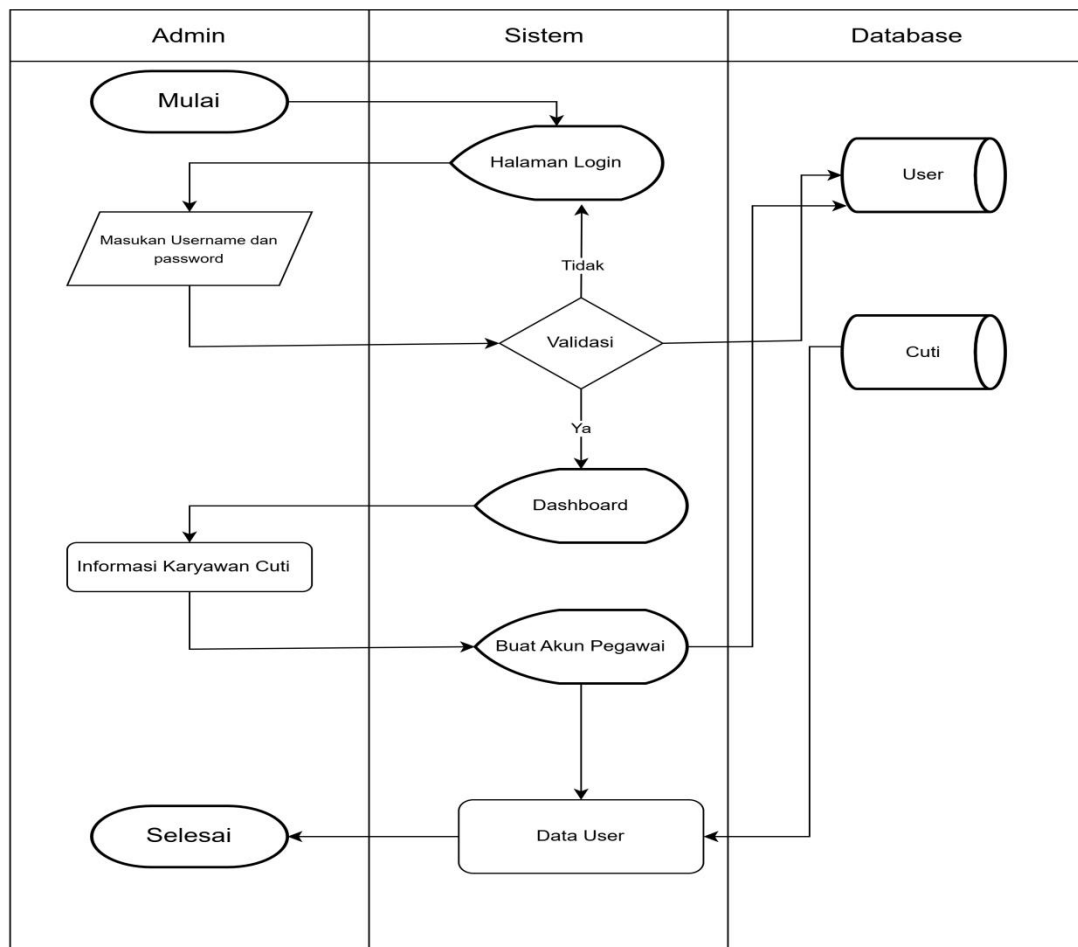 Admin
Sistem
Database
Mulai
Halaman Login
User
Masukan Username dan
password
Tidak
Validasi
Cuti
Ya
Dashboard
Informasi Karyawan Cuti
Buat Akun Pegawai
Selesai
Data User